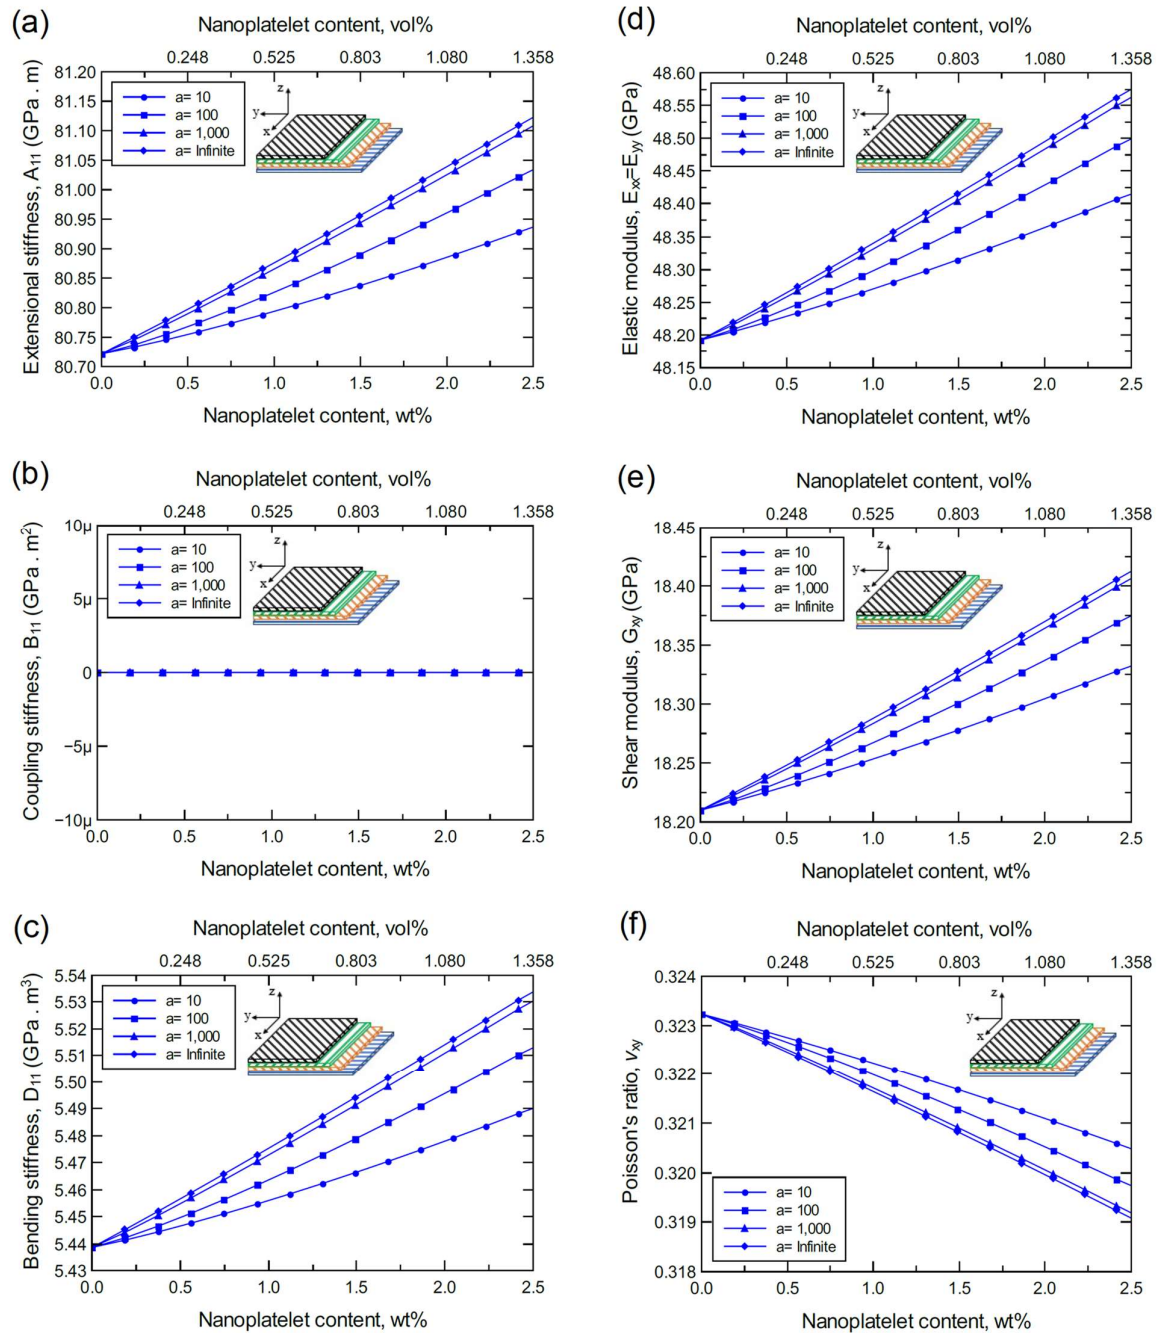 (a)
Nanoplatelet content, vol%
0.248 0.525 0.803 1.080 1.358
Extensional stiffness, A11 (GPa . m)
81.20
81.15
81.10
81.05
81.00
80.95
80.90
80.85
80.80
80.75
80.70
a= 10
a= 100
a= 1,000
a= Infinite
z
y
x
0.0 0.5 1.0 1.5 2.0 2.5
Nanoplatelet content, wt%
(d)
Nanoplatelet content, vol%
0.248 0.525 0.803 1.080 1.358
Elastic modulus, Exx=Eyy (GPa)
48.60
48.55
48.50
48.45
48.40
48.35
48.30
48.25
48.20
48.15
a= 10
a= 100
a= 1,000
a= Infinite
z
y
x
0.0 0.5 1.0 1.5 2.0 2.5
Nanoplatelet content, wt%
(b)
Nanoplatelet content, vol%
0.248 0.525 0.803 1.080 1.358
Coupling stiffness, B11 (GPa . m²)
10µ
5µ
0
−5µ
−10µ
a= 10
a= 100
a= 1,000
a= Infinite
z
y
x
0.0 0.5 1.0 1.5 2.0 2.5
Nanoplatelet content, wt%
(e)
Nanoplatelet content, vol%
0.248 0.525 0.803 1.080 1.358
Shear modulus, Gxy (GPa)
18.45
18.40
18.35
18.30
18.25
18.20
a= 10
a= 100
a= 1,000
a= Infinite
z
y
x
0.0 0.5 1.0 1.5 2.0 2.5
Nanoplatelet content, wt%
(c)
Nanoplatelet content, vol%
0.248 0.525 0.803 1.080 1.358
Bending stiffness, D11 (GPa . m³)
5.54
5.53
5.52
5.51
5.50
5.49
5.48
5.47
5.46
5.45
5.44
5.43
a= 10
a= 100
a= 1,000
a= Infinite
z
y
x
0.0 0.5 1.0 1.5 2.0 2.5
Nanoplatelet content, wt%
(f)
Nanoplatelet content, vol%
0.248 0.525 0.803 1.080 1.358
Poisson's ratio, vxy
0.324
0.323
0.322
0.321
0.320
0.319
0.318
z
y
x
a= 10
a= 100
a= 1,000
a= Infinite
0.0 0.5 1.0 1.5 2.0 2.5
Nanoplatelet content, wt%